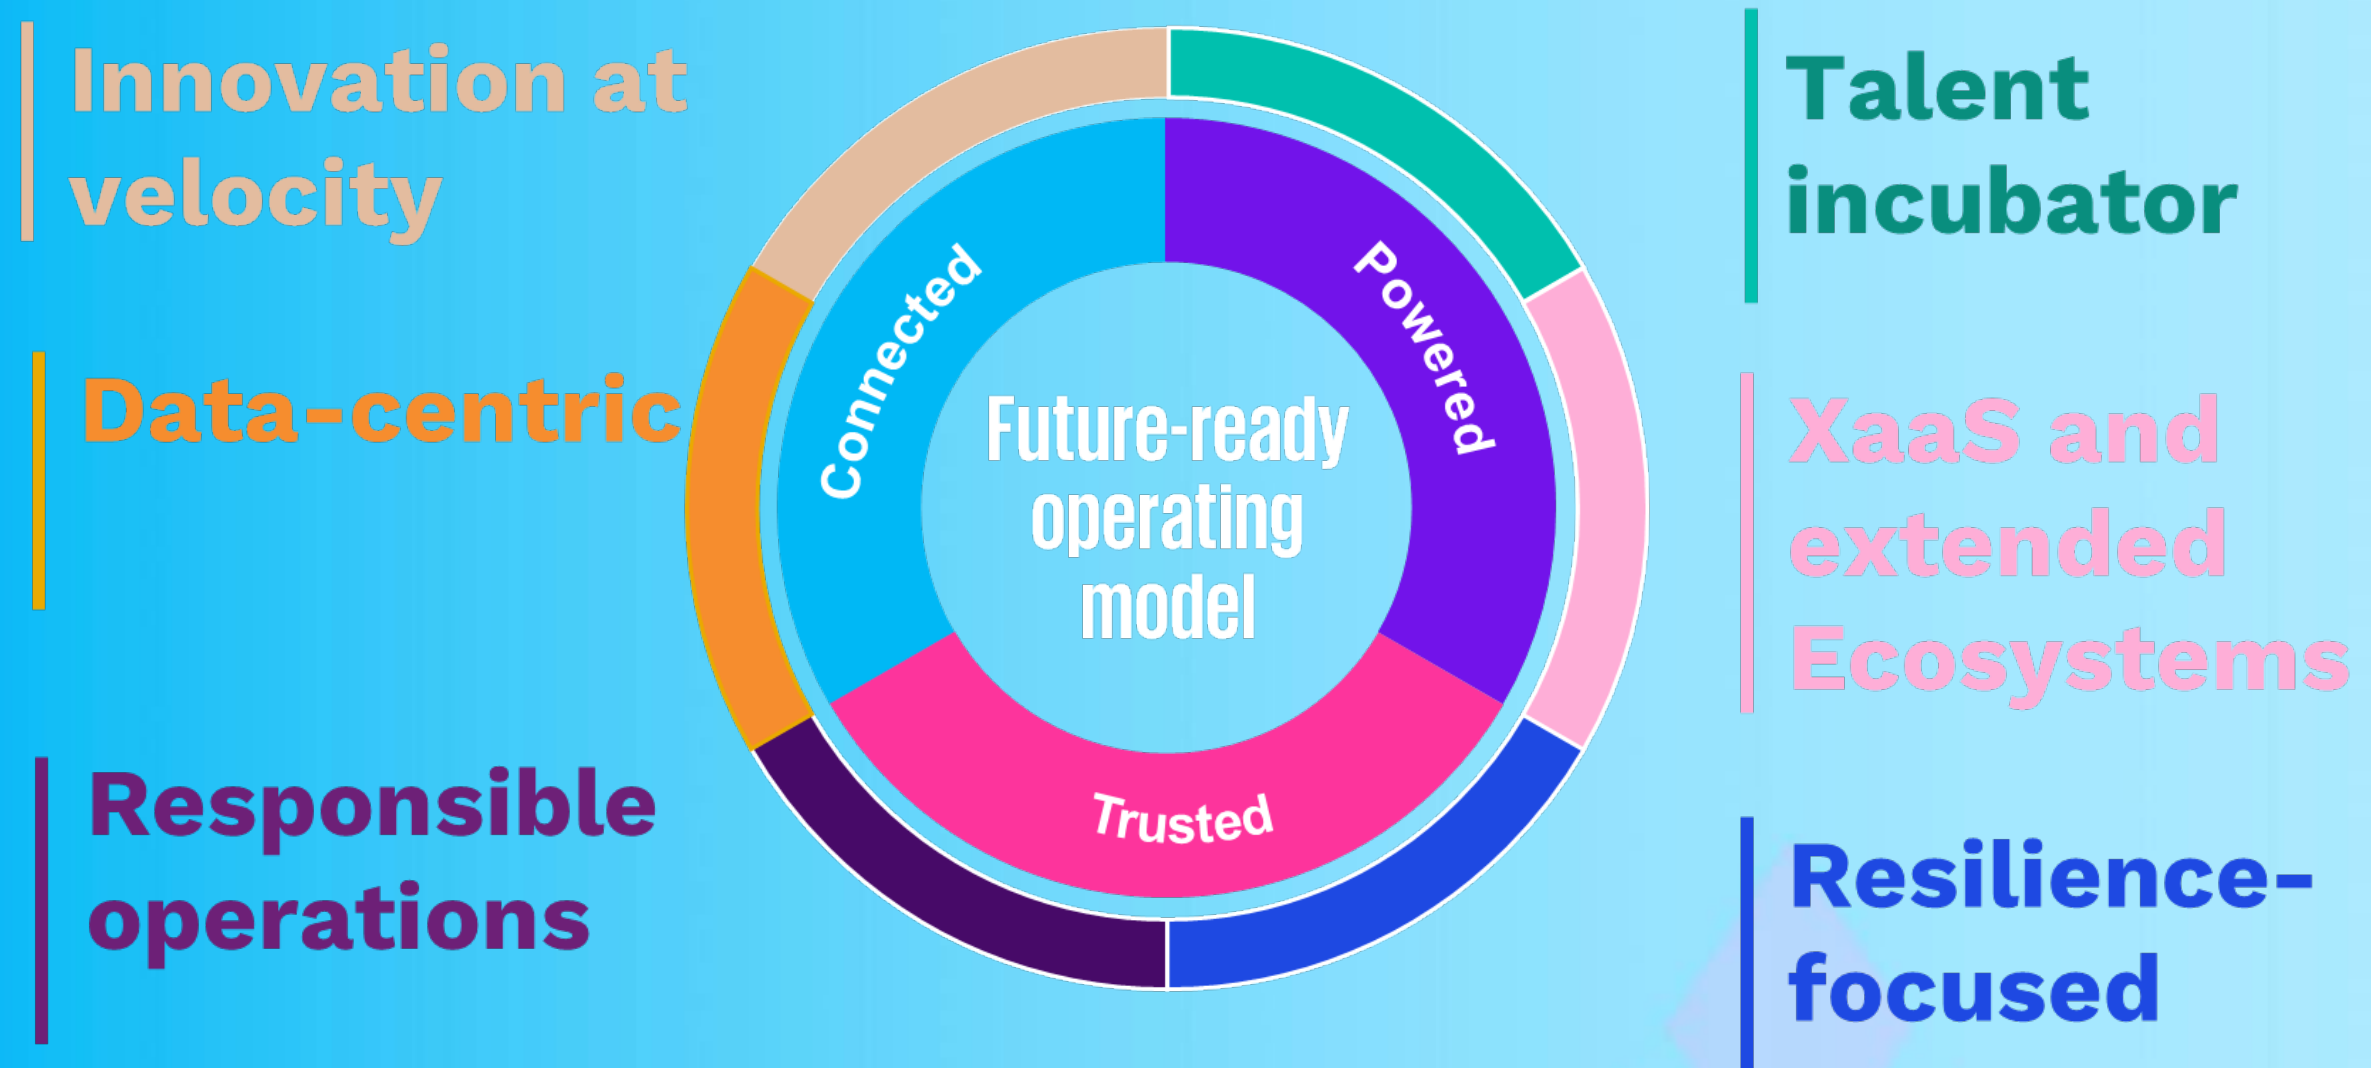 Innovation at
velocity
Data-centric
Responsible
operations
Connected
Powered
Trusted
Future-ready
operating
model
Talent
incubator
XaaS and
extended
Ecosystems
Resilience-
focused